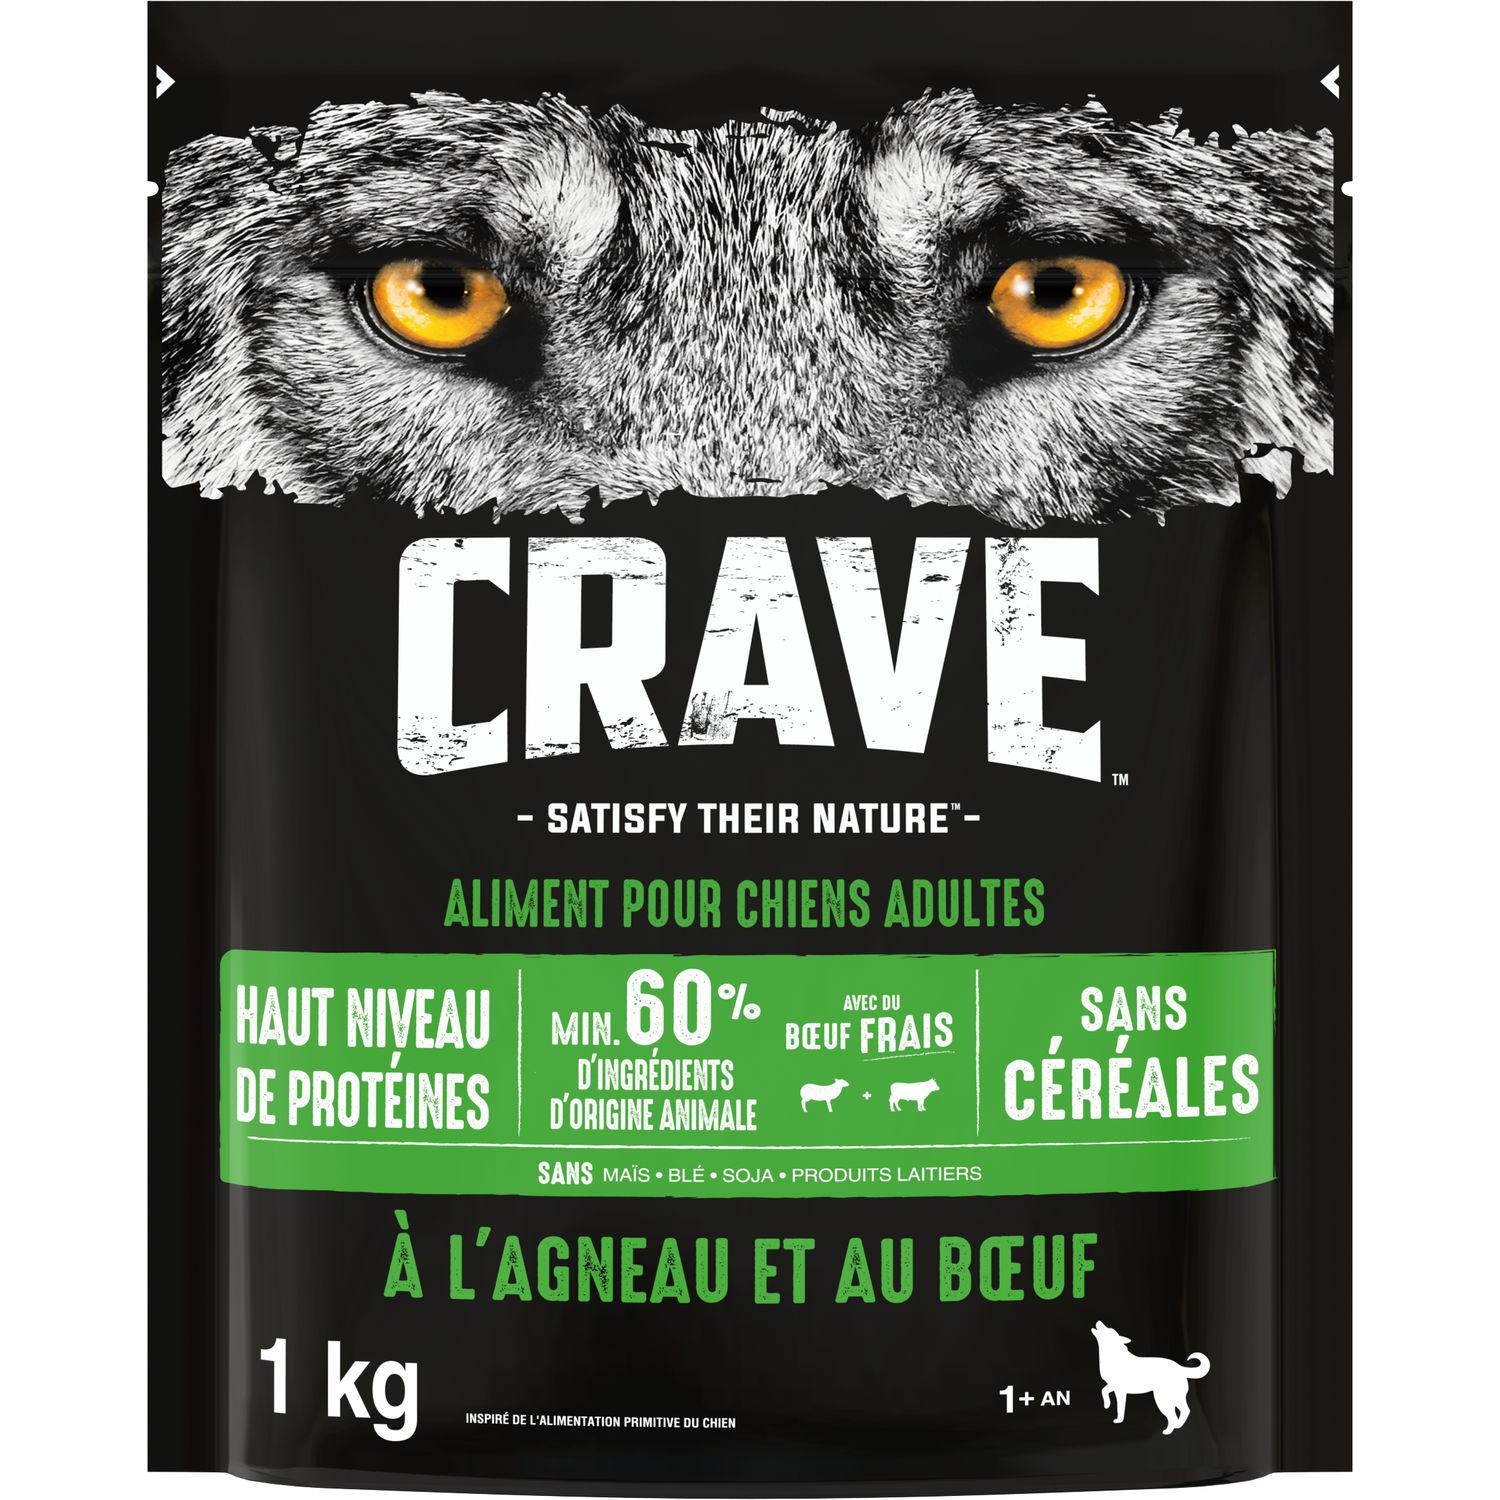 CRAVE™
- SATISFY THEIR NATURE™ -
ALIMENT POUR CHIENS ADULTES
HAUT NIVEAU
DE PROTÉINES
MIN. 60%
D'INGRÉDIENTS
D'ORIGINE ANIMALE
AVEC DU
BŒUF FRAIS
+
SANS
CÉRÉALES
SANS MAÏS • BLÉ • SOJA • PRODUITS LAITIERS
À L'AGNEAU ET AU BŒUF
1 kg
INSPIRÉ DE L'ALIMENTATION PRIMITIVE DU CHIEN
1+ AN